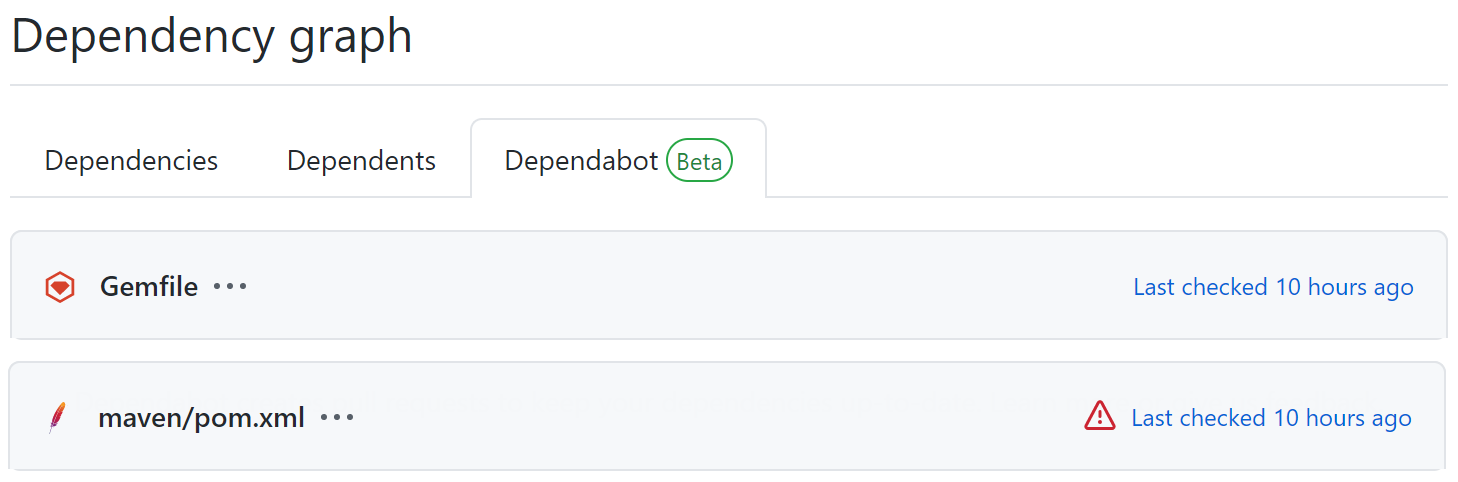 Dependency graph
Dependencies Dependents Dependabot Beta
Gemfile ••• Last checked 10 hours ago
maven/pom.xml ••• Last checked 10 hours ago